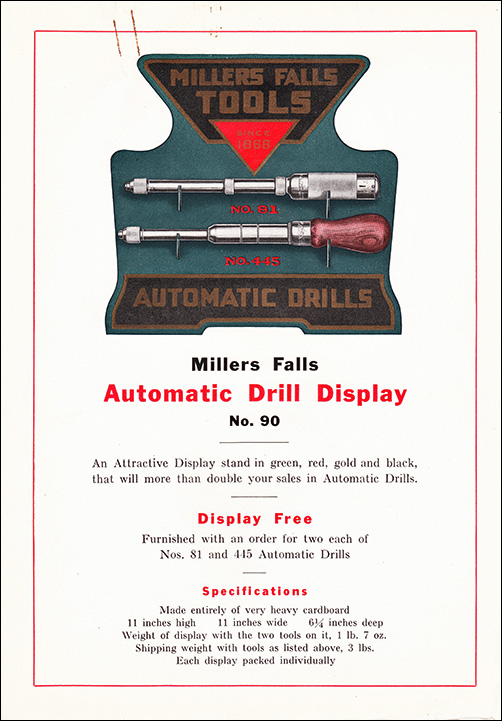 MILLERS FALLS
TOOLS
SINCE
1868
NO. 81
NO. 445
AUTOMATIC DRILLS
Millers Falls
Automatic Drill Display
No. 90
An Attractive Display stand in green, red, gold and black,
that will more than double your sales in Automatic Drills.
Display Free
Furnished with an order for two each of
Nos. 81 and 445 Automatic Drills
Specifications
Made entirely of very heavy cardboard
11 inches high 11 inches wide 6¼ inches deep
Weight of display with the two tools on it, 1 lb. 7 oz.
Shipping weight with tools as listed above, 3 lbs.
Each display packed individually